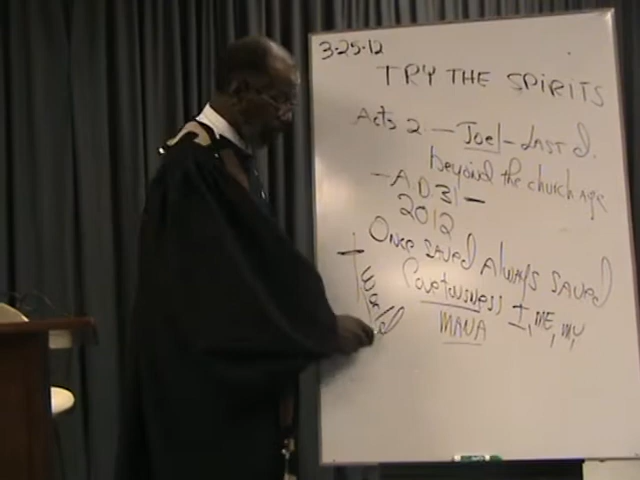 3-25-12
TRY THE SPIRITS
Acts 2 - Joel - Last D.
beyond the church age
- A.D.31 -
2012
Once saved Always saved
Covetousness I, ME, MY,
MANA
World